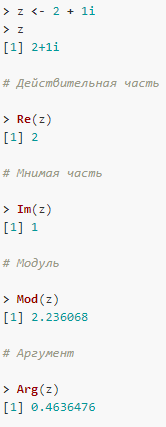 > z <- 2 + 1i
> z
[1] 2+1i
# Действительная часть
> Re(z)
[1] 2
# Мнимая часть
> Im(z)
[1] 1
# Модуль
> Mod(z)
[1] 2.236068
# Аргумент
> Arg(z)
[1] 0.4636476